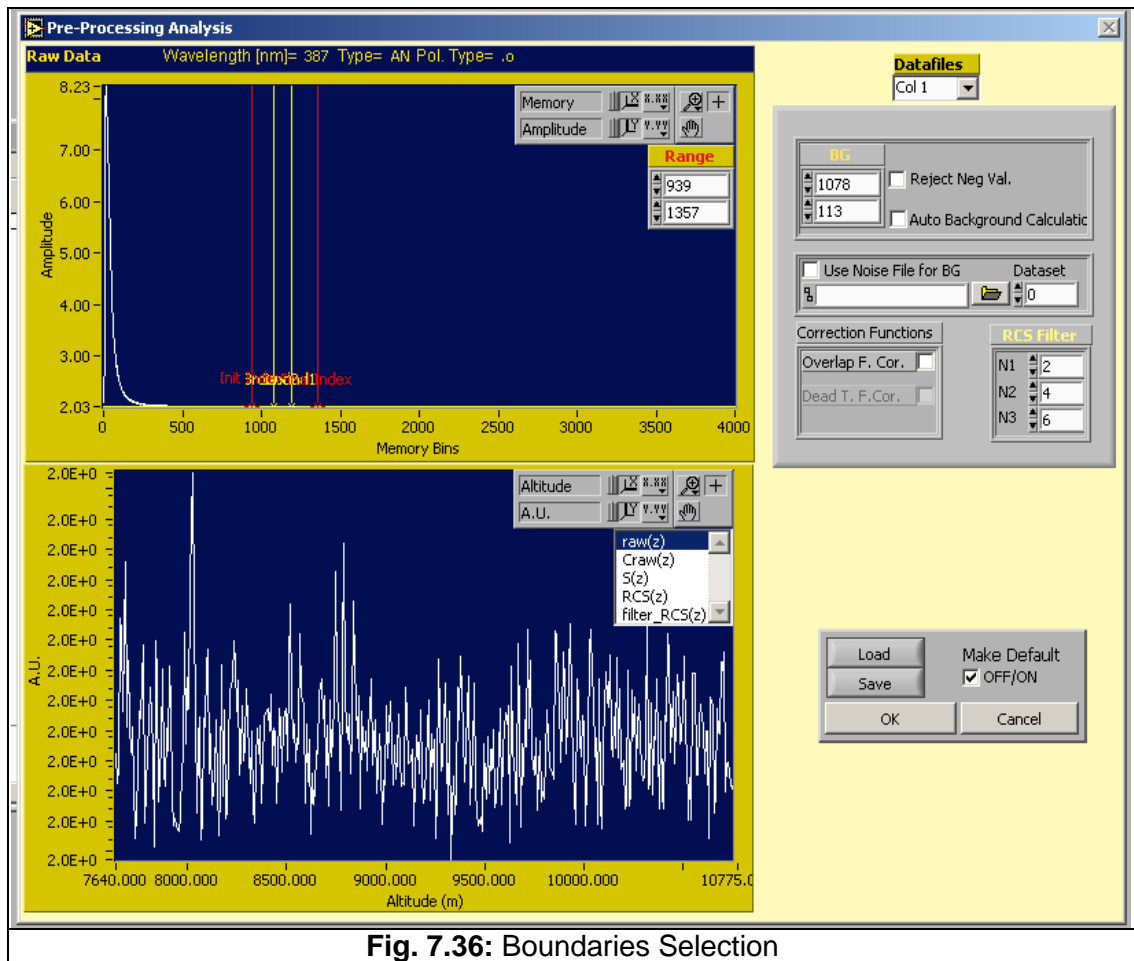 Pre-Processing Analysis
Raw Data Wavelength [nm]= 387 Type= AN Pol. Type= .o
8.23
7.00
6.00
5.00
4.00
3.00
2.03
Amplitude
Memory
Amplitude
Range
939
1357
0 500 1000 1500 2000 2500 3000 3500 4000
Memory Bins
2.0E+0
2.0E+0
2.0E+0
2.0E+0
2.0E+0
2.0E+0
2.0E+0
2.0E+0
2.0E+0
2.0E+0
2.0E+0
2.0E+0
2.0E+0
A.U.
Altitude
A.U.
raw(z)
Craw(z)
S(z)
RCS(z)
filter_RCS(z)
7640.000 8000.000 8500.000 9000.000 9500.000 10000.000 10775.0
Altitude (m)
Datafiles
Col 1
BG
1078
113
Reject Neg Val.
Auto Background Calculatic
Use Noise File for BG Dataset
0
Correction Functions
Overlap F. Cor.
Dead T. F.Cor.
RCS Filter
N1 2
N2 4
N3 6
Load
Save
Make Default
OFF/ON
OK
Cancel
Fig. 7.36: Boundaries Selection